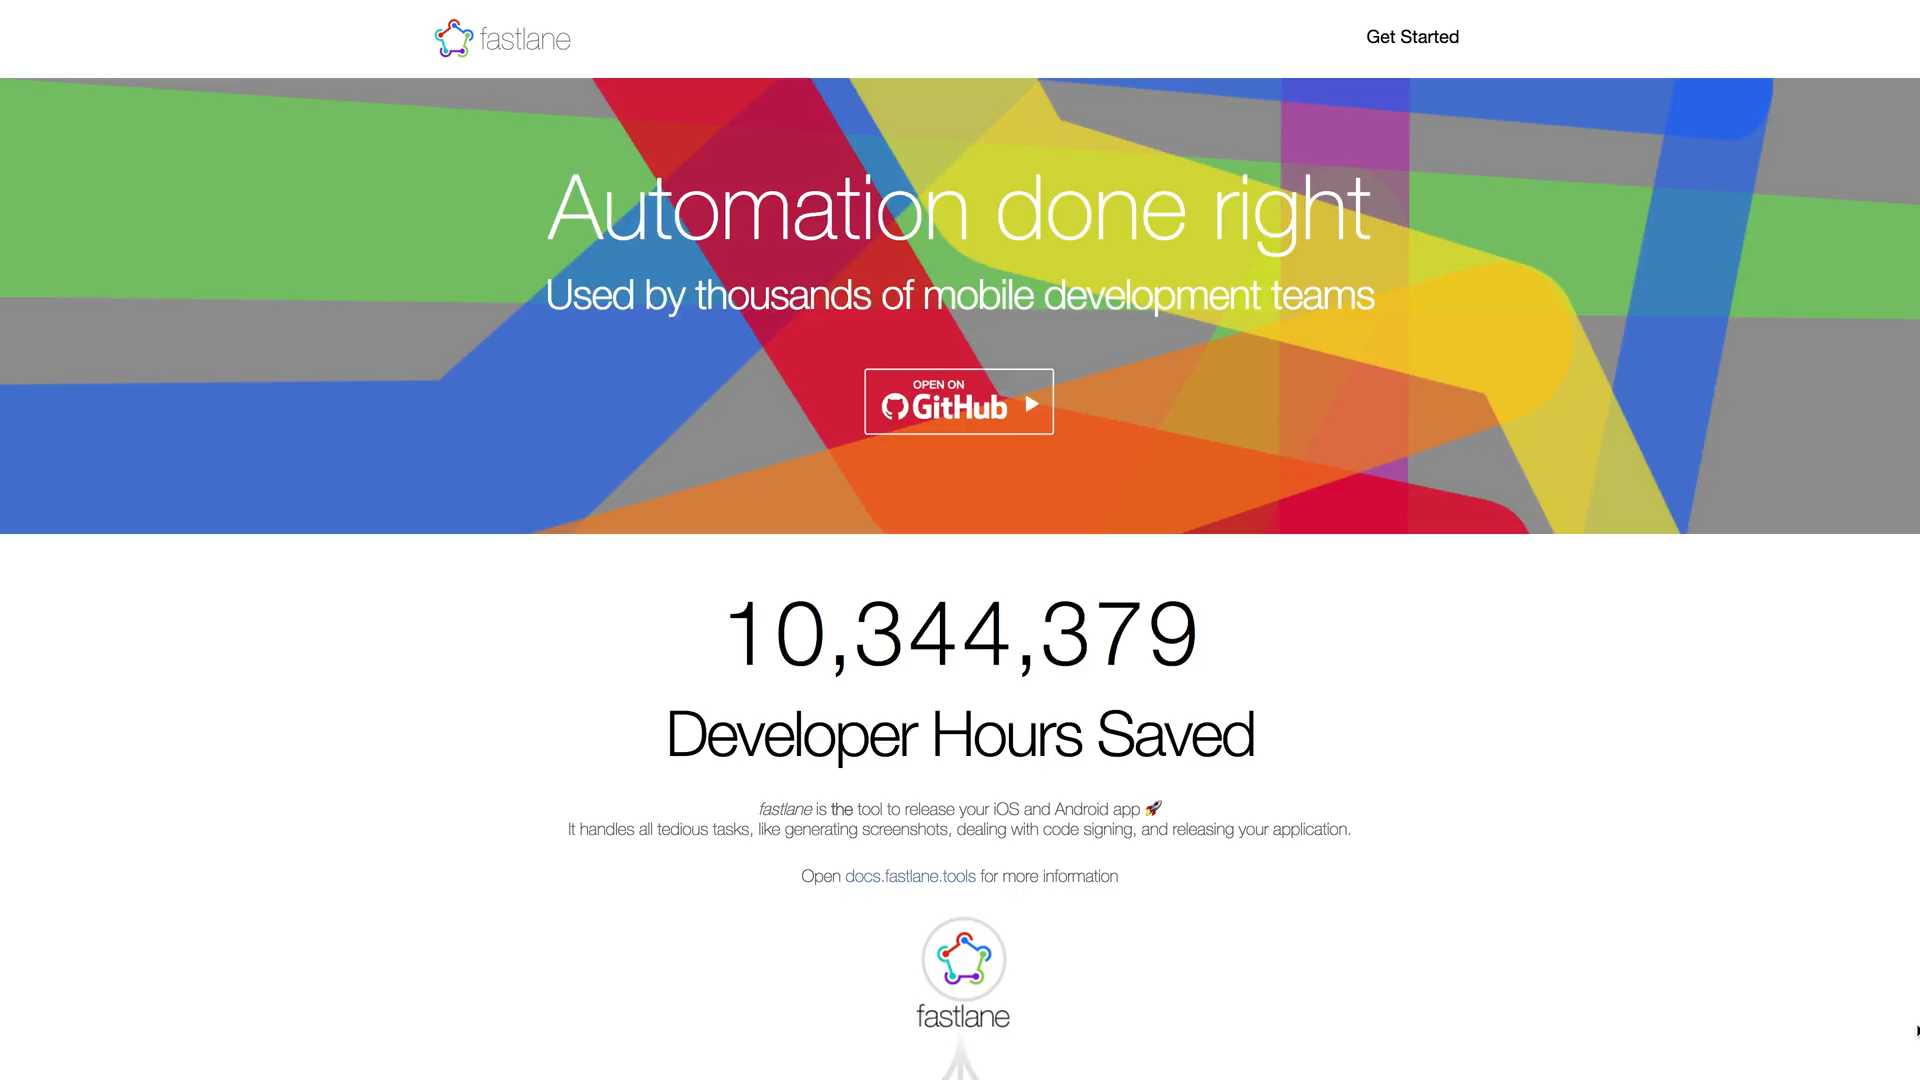 fastlane
Get Started
Automation done right
Used by thousands of mobile development teams
OPEN ON
GitHub
10,344,379
Developer Hours Saved
fastlane is the tool to release your iOS and Android app 🚀
It handles all tedious tasks, like generating screenshots, dealing with code signing, and releasing your application.
Open docs.fastlane.tools for more information
fastlane